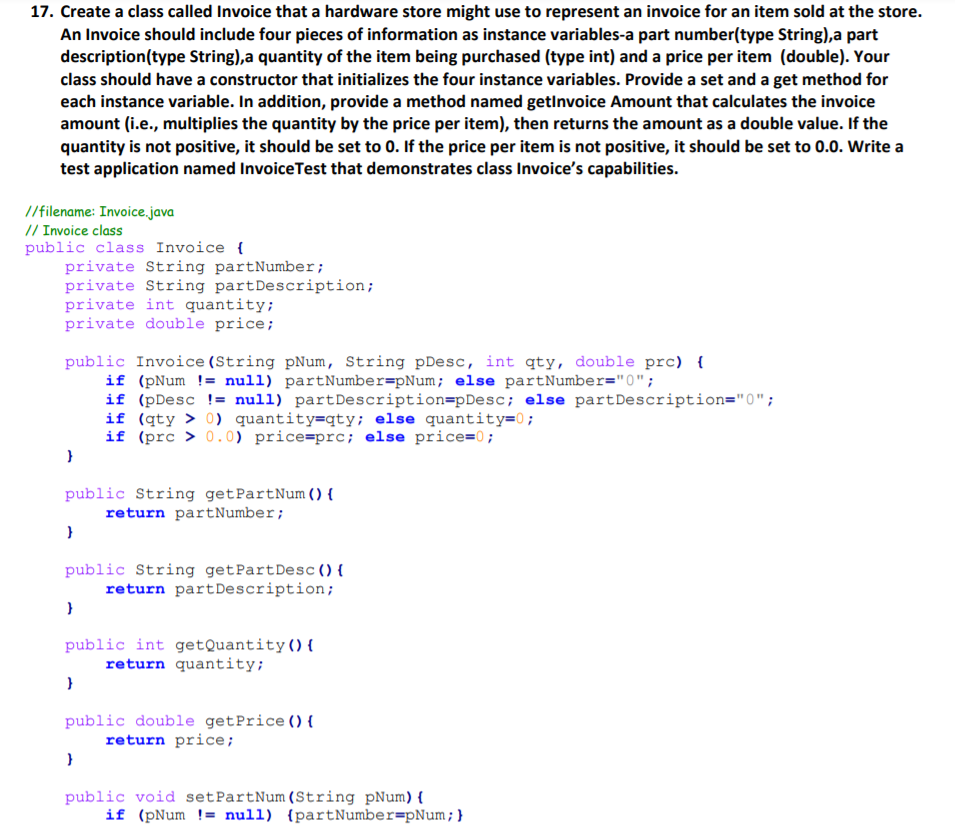 17. Create a class called Invoice that a hardware store might use to represent an invoice for an item sold at the store.
An Invoice should include four pieces of information as instance variables-a part number(type String),a part
description(type String),a quantity of the item being purchased (type int) and a price per item (double). Your
class should have a constructor that initializes the four instance variables. Provide a set and a get method for
each instance variable. In addition, provide a method named getInvoice Amount that calculates the invoice
amount (i.e., multiplies the quantity by the price per item), then returns the amount as a double value. If the
quantity is not positive, it should be set to 0. If the price per item is not positive, it should be set to 0.0. Write a
test application named InvoiceTest that demonstrates class Invoice’s capabilities.
//filename: Invoice.java
// Invoice class
public class Invoice {
private String partNumber;
private String partDescription;
private int quantity;
private double price;
public Invoice(String pNum, String pDesc, int qty, double prc) {
if (pNum != null) partNumber=pNum; else partNumber="0";
if (pDesc != null) partDescription=pDesc; else partDescription="0";
if (qty > 0) quantity=qty; else quantity=0;
if (prc > 0.0) price=prc; else price=0;
}
public String getPartNum(){
return partNumber;
}
public String getPartDesc(){
return partDescription;
}
public int getQuantity(){
return quantity;
}
public double getPrice(){
return price;
}
public void setPartNum(String pNum){
if (pNum != null) {partNumber=pNum;}